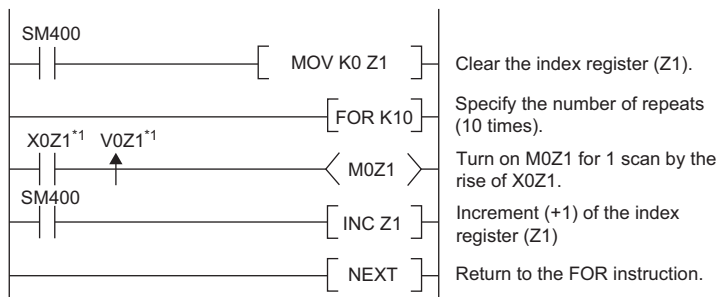 SM400
MOV K0 Z1
Clear the index register (Z1).
FOR K10
Specify the number of repeats
(10 times).
X0Z1*1 V0Z1*1
M0Z1
Turn on M0Z1 for 1 scan by the
rise of X0Z1.
SM400
INC Z1
Increment (+1) of the index
register (Z1)
NEXT
Return to the FOR instruction.